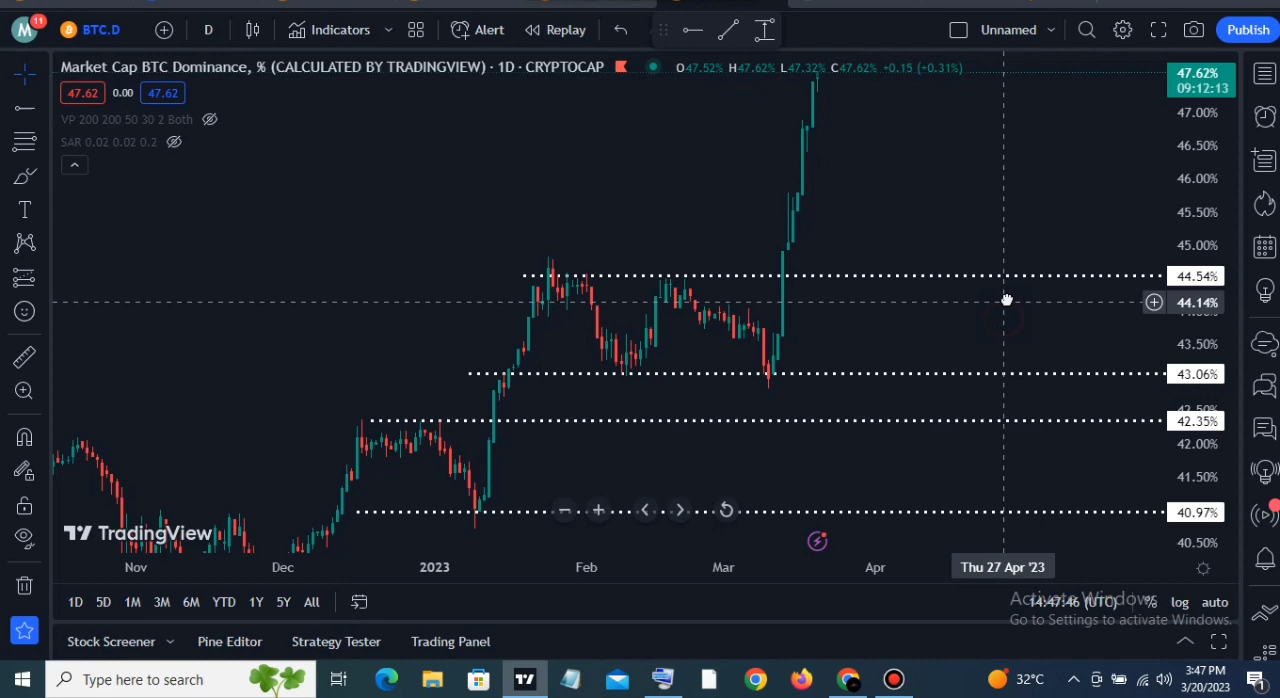 M 11 BTC.D D Indicators Alert Replay Unnamed Publish
Market Cap BTC Dominance, % (CALCULATED BY TRADINGVIEW) · 1D · CRYPTOCAP O47.52% H47.62% L47.32% C47.62% +0.15 (+0.31%)
47.62%
09:12:13
47.62 0.00 47.62
VP 200 200 50 30 2 Both
SAR 0.02 0.02 0.2
47.00%
46.50%
46.00%
45.50%
45.00%
44.54%
44.14%
43.50%
43.06%
42.35%
42.00%
41.50%
40.97%
40.50%
TradingView
Nov Dec 2023 Feb Mar Apr Thu 27 Apr '23
1D 5D 1M 3M 6M YTD 1Y 5Y All 14:47:46 (UTC) % log auto
Activate Windows
Go to Settings to activate Windows.
Stock Screener Pine Editor Strategy Tester Trading Panel
Type here to search 32°C 3:47 PM
3/20/2023